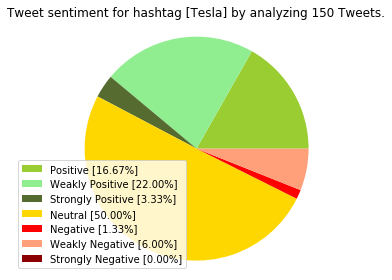 Tweet sentiment for hashtag [Tesla] by analyzing 150 Tweets.
Positive [16.67%]
Weakly Positive [22.00%]
Strongly Positive [3.33%]
Neutral [50.00%]
Negative [1.33%]
Weakly Negative [6.00%]
Strongly Negative [0.00%]